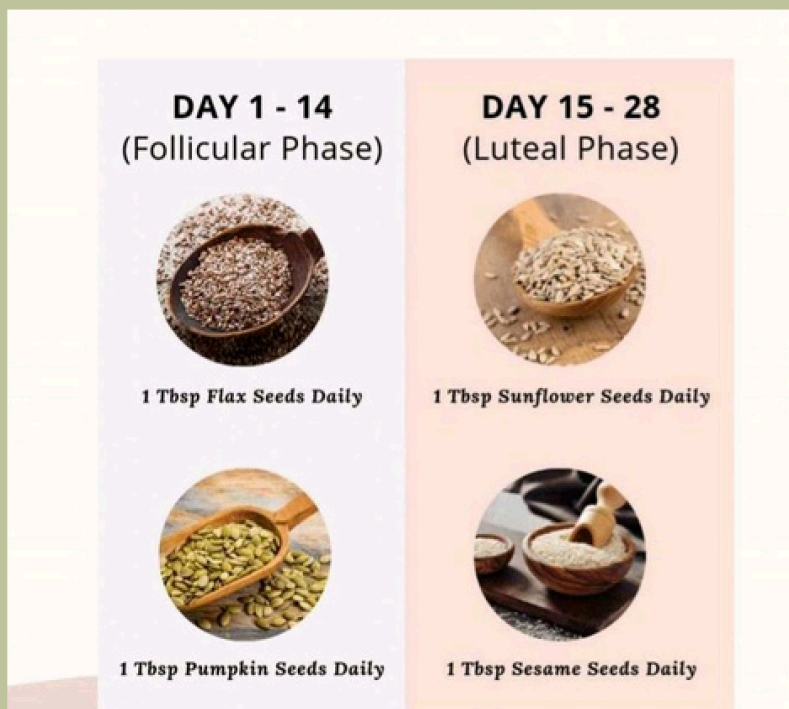 DAY 1 - 14
(Follicular Phase)
1 Tbsp Flax Seeds Daily
1 Tbsp Pumpkin Seeds Daily
DAY 15 - 28
(Luteal Phase)
1 Tbsp Sunflower Seeds Daily
1 Tbsp Sesame Seeds Daily